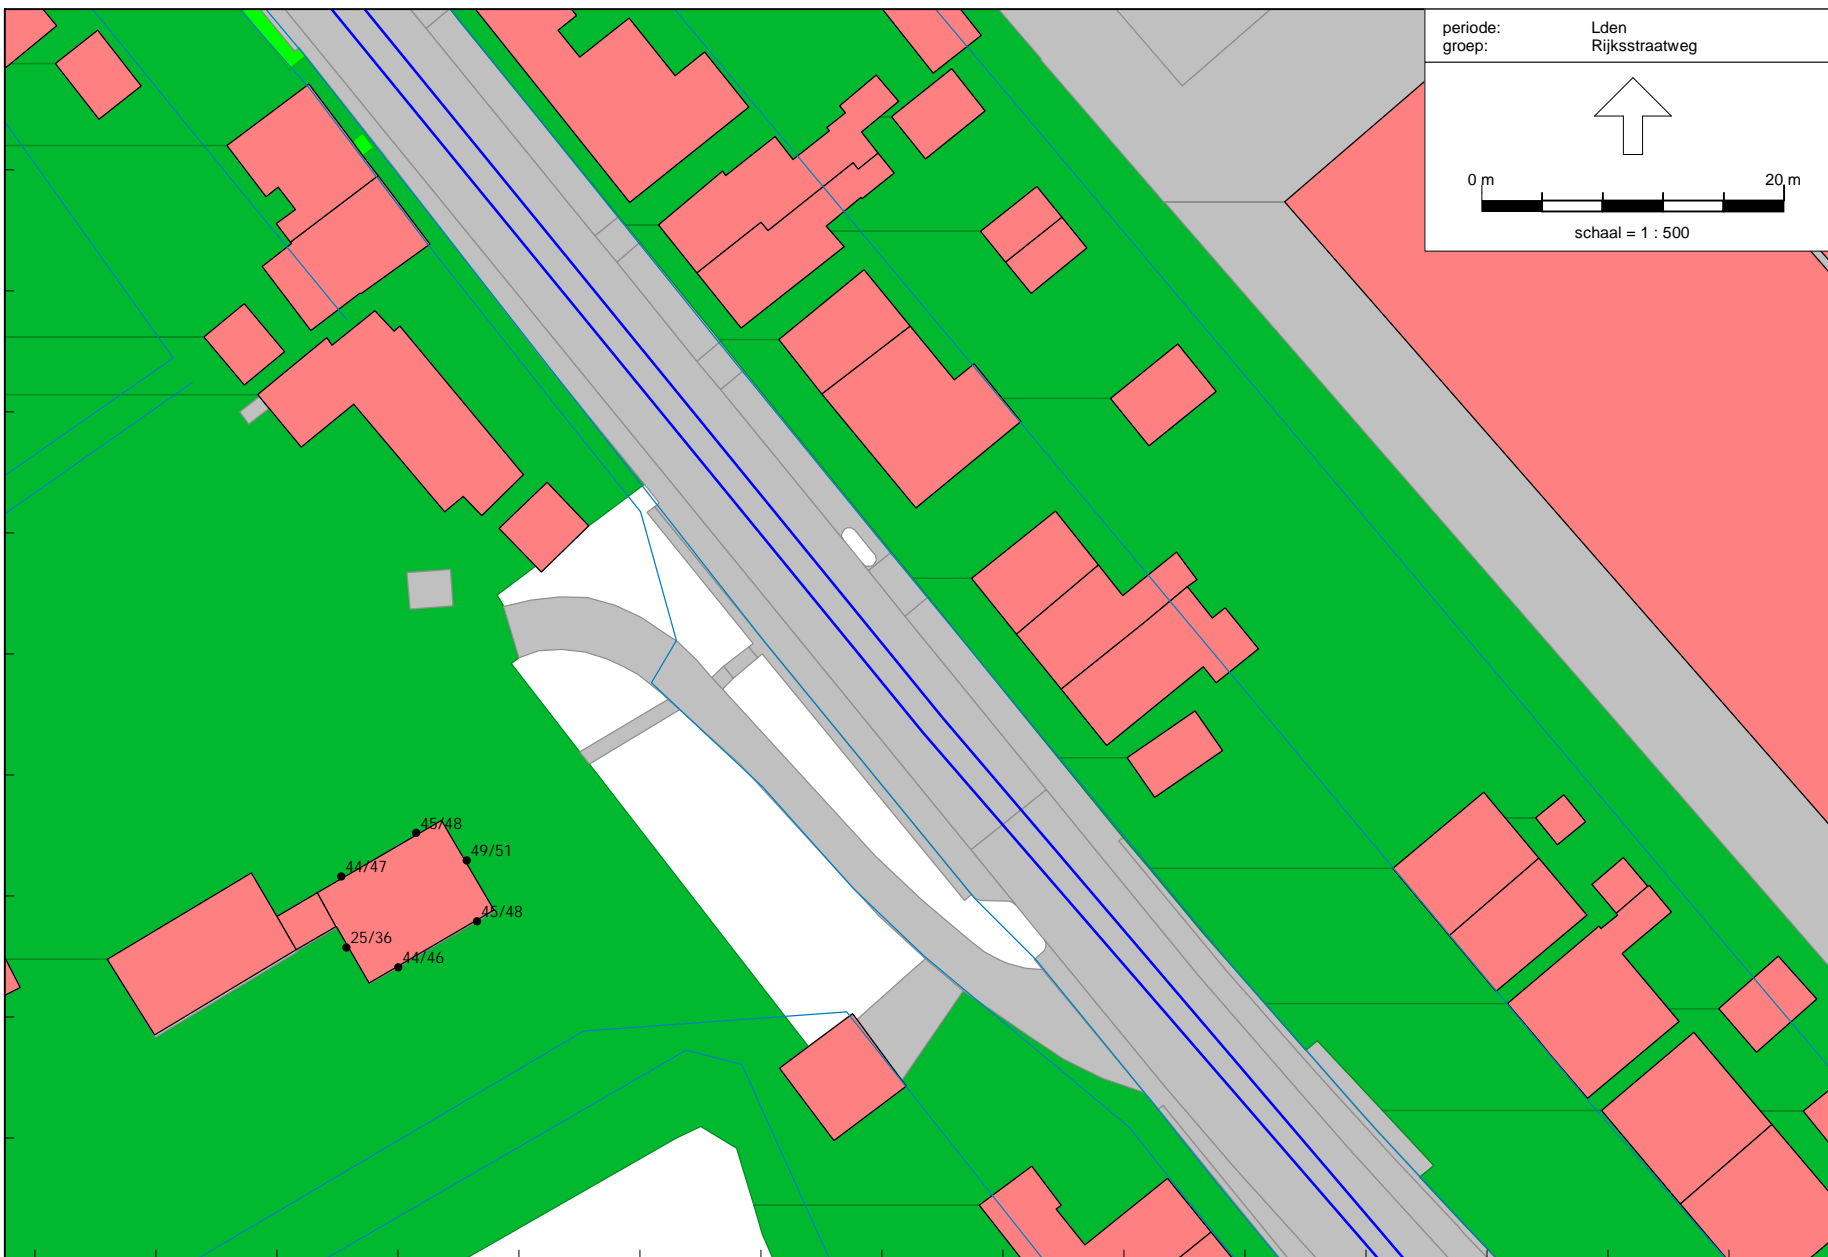 periode: Lden
groep: Rijksstraatweg
0 m 20 m
schaal = 1 : 500
45/48
49/51
44/47
45/48
25/36
44/46